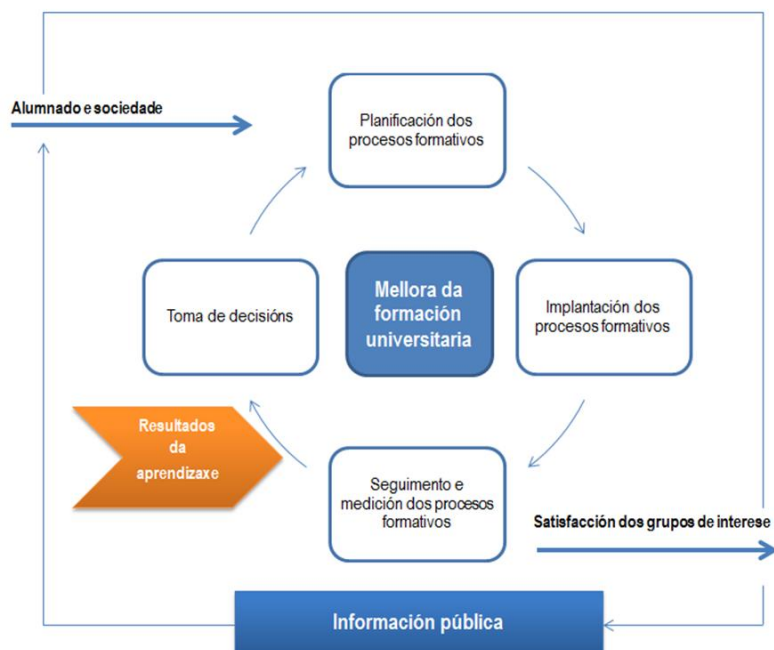 Alumnado e sociedade
Planificación dos
procesos formativos
Toma de decisións
Mellora da
formación
universitaria
Implantación dos
procesos formativos
Resultados
da
aprendizaxe
Seguimento e
medición dos procesos
formativos
Satisfacción dos grupos de interese
Información pública